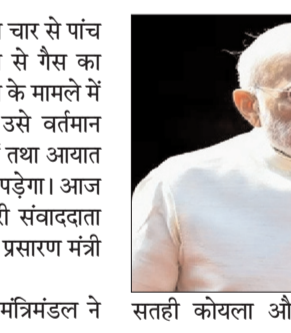 चार से पांच
से गैस का
के मामले में
उसे वर्तमान
तथा आयात
पड़ेगा। आज
री संवाददाता
प्रसारण मंत्री
मंत्रिमंडल ने
सतही कोयला औ